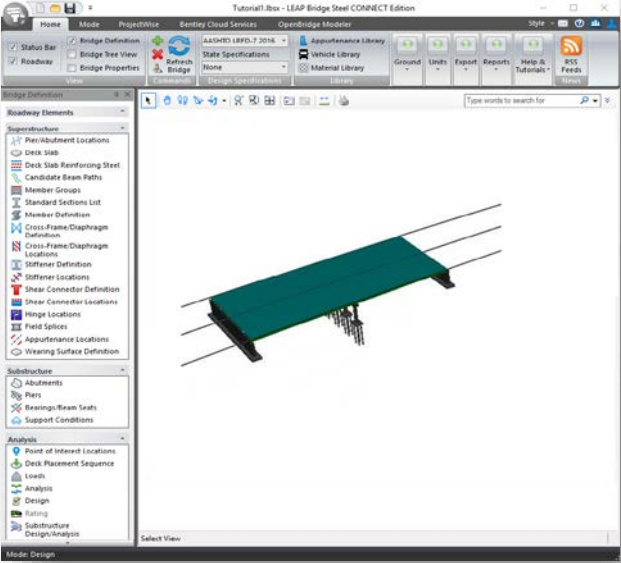 Tutorial1.lbsx - LEAP Bridge Steel CONNECT Edition
Home Mode ProjectWise Bentley Cloud Services OpenBridge Modeler Style
Status Bar
Roadway
Bridge Definition
Bridge Tree View
Bridge Properties
View
Refresh
Bridge
Commands
AASHTO LRFD-7 2016
State Specifications
None
Design Specifications
Appurtenance Library
Vehicle Library
Material Library
Library
Ground
Units
Export
Reports
Help &
Tutorials
RSS
Feeds
News
Bridge Definition
Type words to search for
Roadway Elements
Superstructure
Pier/Abutment Locations
Deck Slab
Deck Slab Reinforcing Steel
Candidate Beam Paths
Member Groups
Standard Sections List
Member Definition
Cross-Frame/Diaphragm
Definition
Cross-Frame/Diaphragm
Locations
Stiffener Definition
Stiffener Locations
Shear Connector Definition
Shear Connector Locations
Hinge Locations
Field Splices
Appurtenance Locations
Wearing Surface Definition
Substructure
Abutments
Piers
Bearings/Beam Seats
Support Conditions
Analysis
Point of Interest Locations
Deck Placement Sequence
Loads
Analysis
Design
Rating
Substructure
Design/Analysis
Select View
Mode: Design